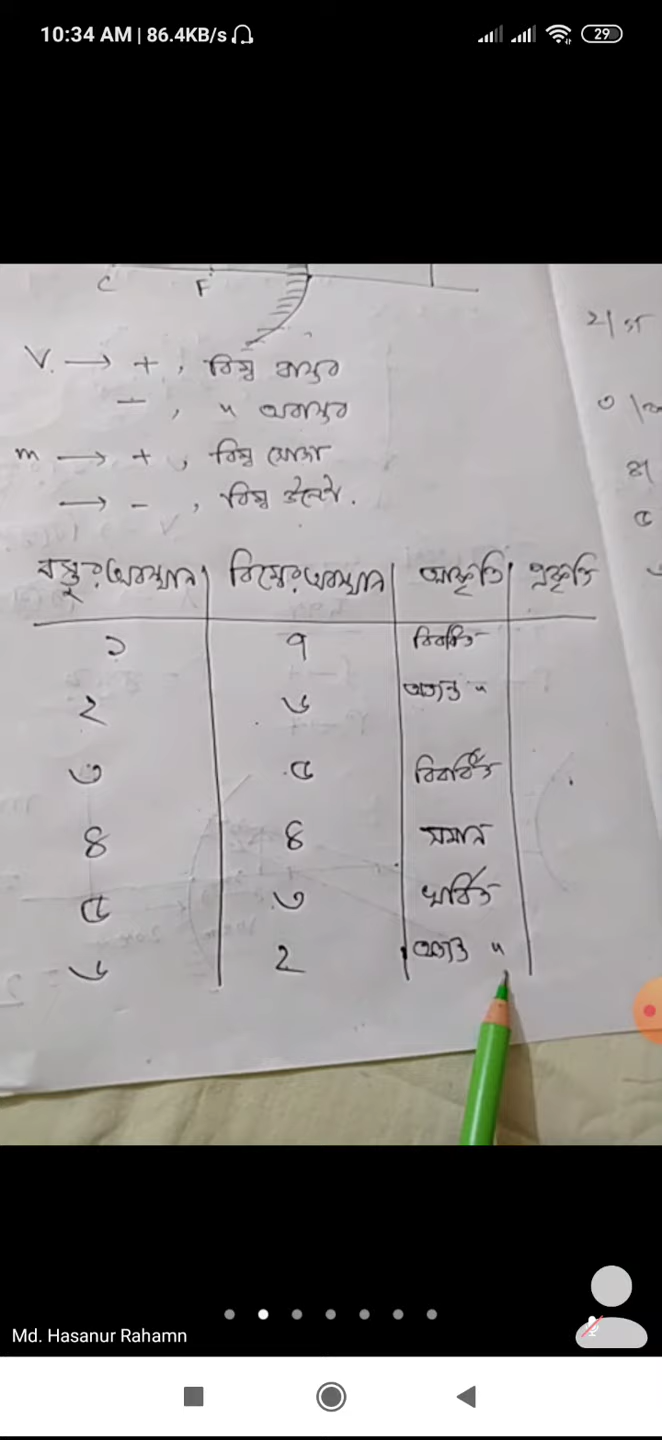 10:34 AM | 86.4KB/s 29
C F
V. → + , বিম্ব বাস্তব
− , " অবাস্তব
m → + , বিম্ব সোজা
→ − , বিম্ব উল্টো.
বস্তুর অবস্থান | বিম্বের অবস্থান | আকৃতি | প্রকৃতি
১ ৭ বিবর্ধিত
২ ৬ অত্যন্ত "
৩ ৫ বিবর্ধিত
৪ ৪ সমান
৫ ৩ খর্বিত
৬ 2 অত্যন্ত "
Md. Hasanur Rahamn